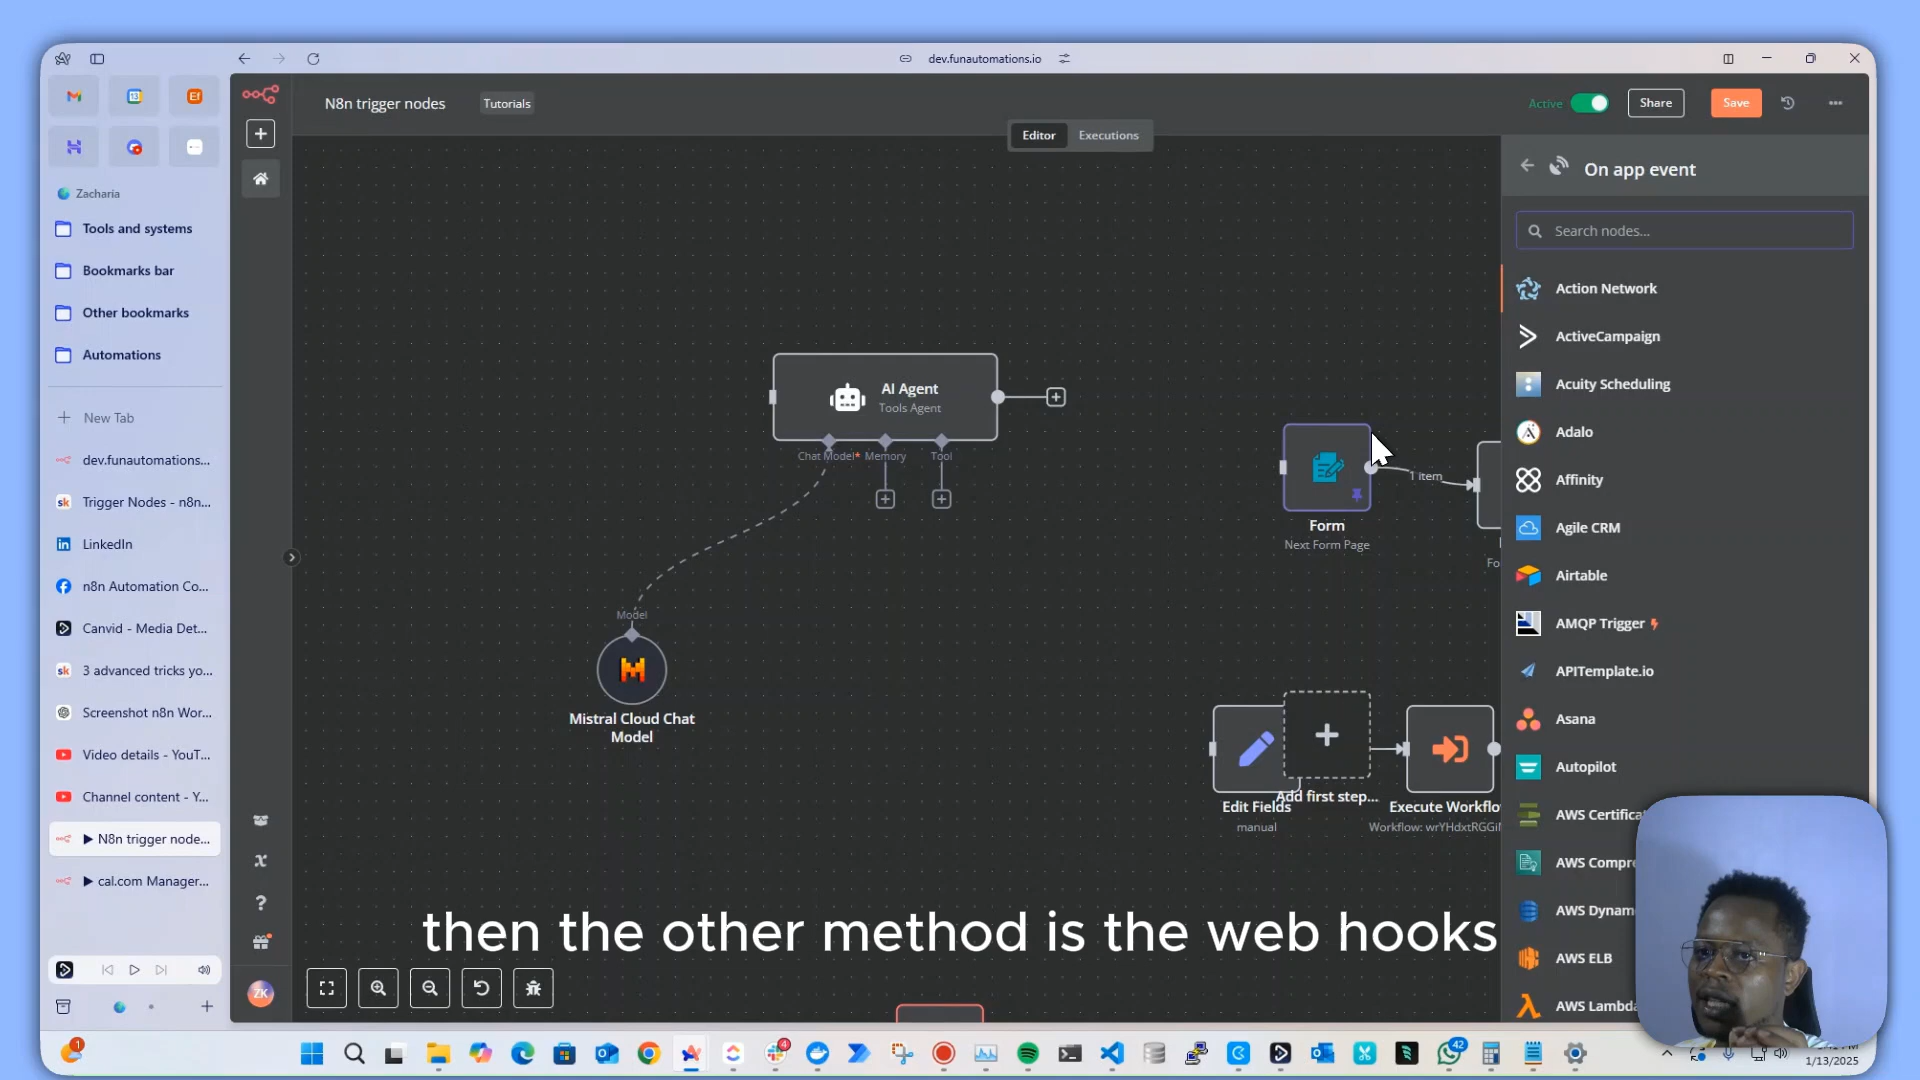 dev.funautomations.io
N8n trigger nodes
Tutorials
Active
Share
Save
Editor
Executions
Zacharia
Tools and systems
Bookmarks bar
Other bookmarks
Automations
New Tab
dev.funautomations...
Trigger Nodes - n8n...
LinkedIn
n8n Automation Co...
Canvid - Media Det...
3 advanced tricks yo...
Screenshot n8n Wor...
Video details - YouT...
Channel content - Y...
N8n trigger node...
cal.com Manager...
AI Agent
Tools Agent
Chat Model*
Memory
Tool
Model
Mistral Cloud Chat
Model
1 item
Form
Next Form Page
Fo
Edit Fields
manual
Add first step...
Execute Workflo
Workflow: wrYHdxtRGGi
On app event
Search nodes...
Action Network
ActiveCampaign
Acuity Scheduling
Adalo
Affinity
Agile CRM
Airtable
AMQP Trigger
APITemplate.io
Asana
Autopilot
AWS Certifica
AWS Compre
AWS Dynam
AWS ELB
AWS Lambda
then the other method is the web hooks
ZK
1/13/2025